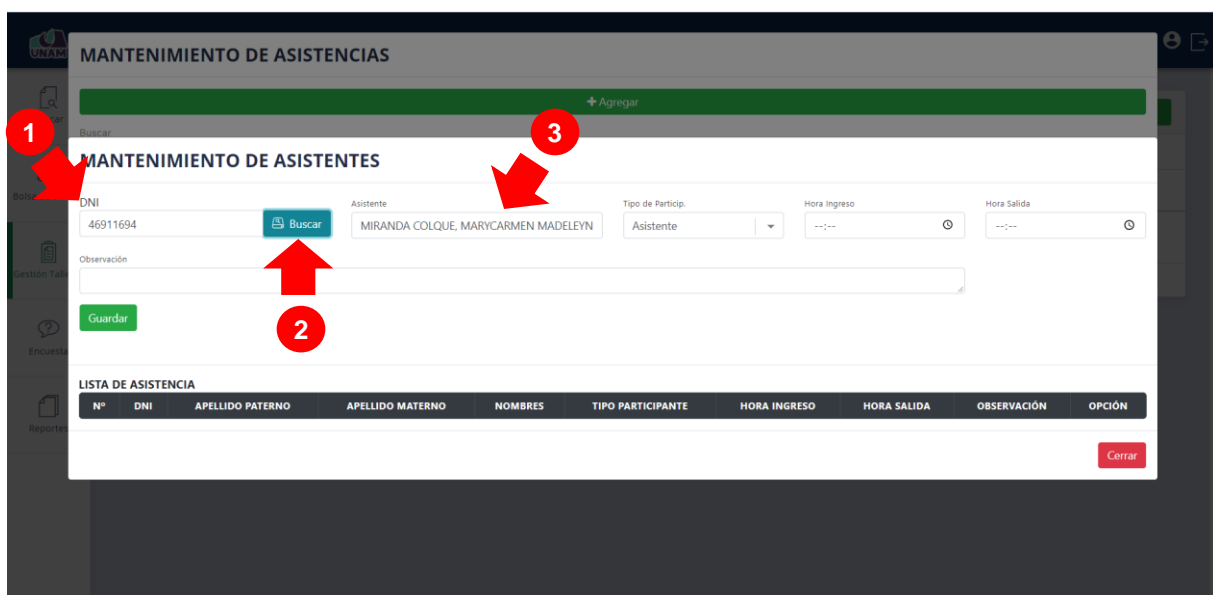 UNAM
MANTENIMIENTO DE ASISTENCIAS
+ Agregar
Buscar
1
3
MANTENIMIENTO DE ASISTENTES
DNI
Asistente
Tipo de Particip.
Hora Ingreso
Hora Salida
46911694
Buscar
MIRANDA COLQUE, MARYCARMEN MADELEYN
Asistente
--:--
--:--
Observación
Guardar
2
LISTA DE ASISTENCIA
Nº DNI APELLIDO PATERNO APELLIDO MATERNO NOMBRES TIPO PARTICIPANTE HORA INGRESO HORA SALIDA OBSERVACIÓN OPCIÓN
Cerrar
Gestión
Encuesta
Reportes